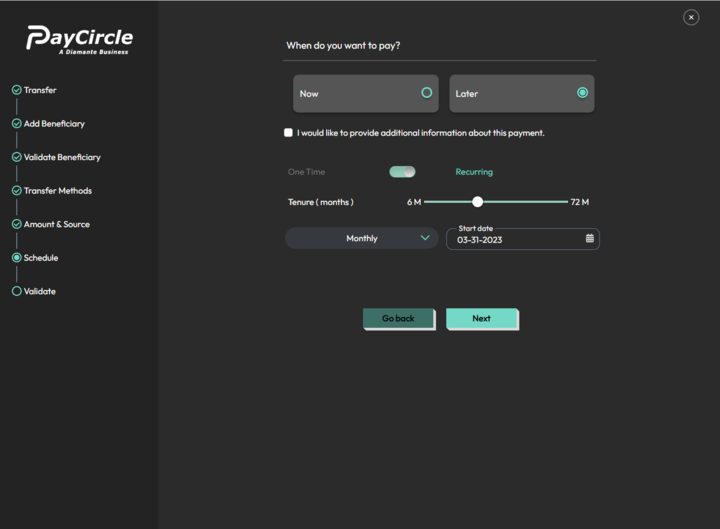 PayCircle
A Diamante Business
Transfer
Add Beneficiary
Validate Beneficiary
Transfer Methods
Amount & Source
Schedule
Validate
When do you want to pay?
Now
Later
I would like to provide additional information about this payment.
One Time
Recurring
Tenure ( months )
6 M
72 M
Monthly
Start date
03-31-2023
Go back
Next